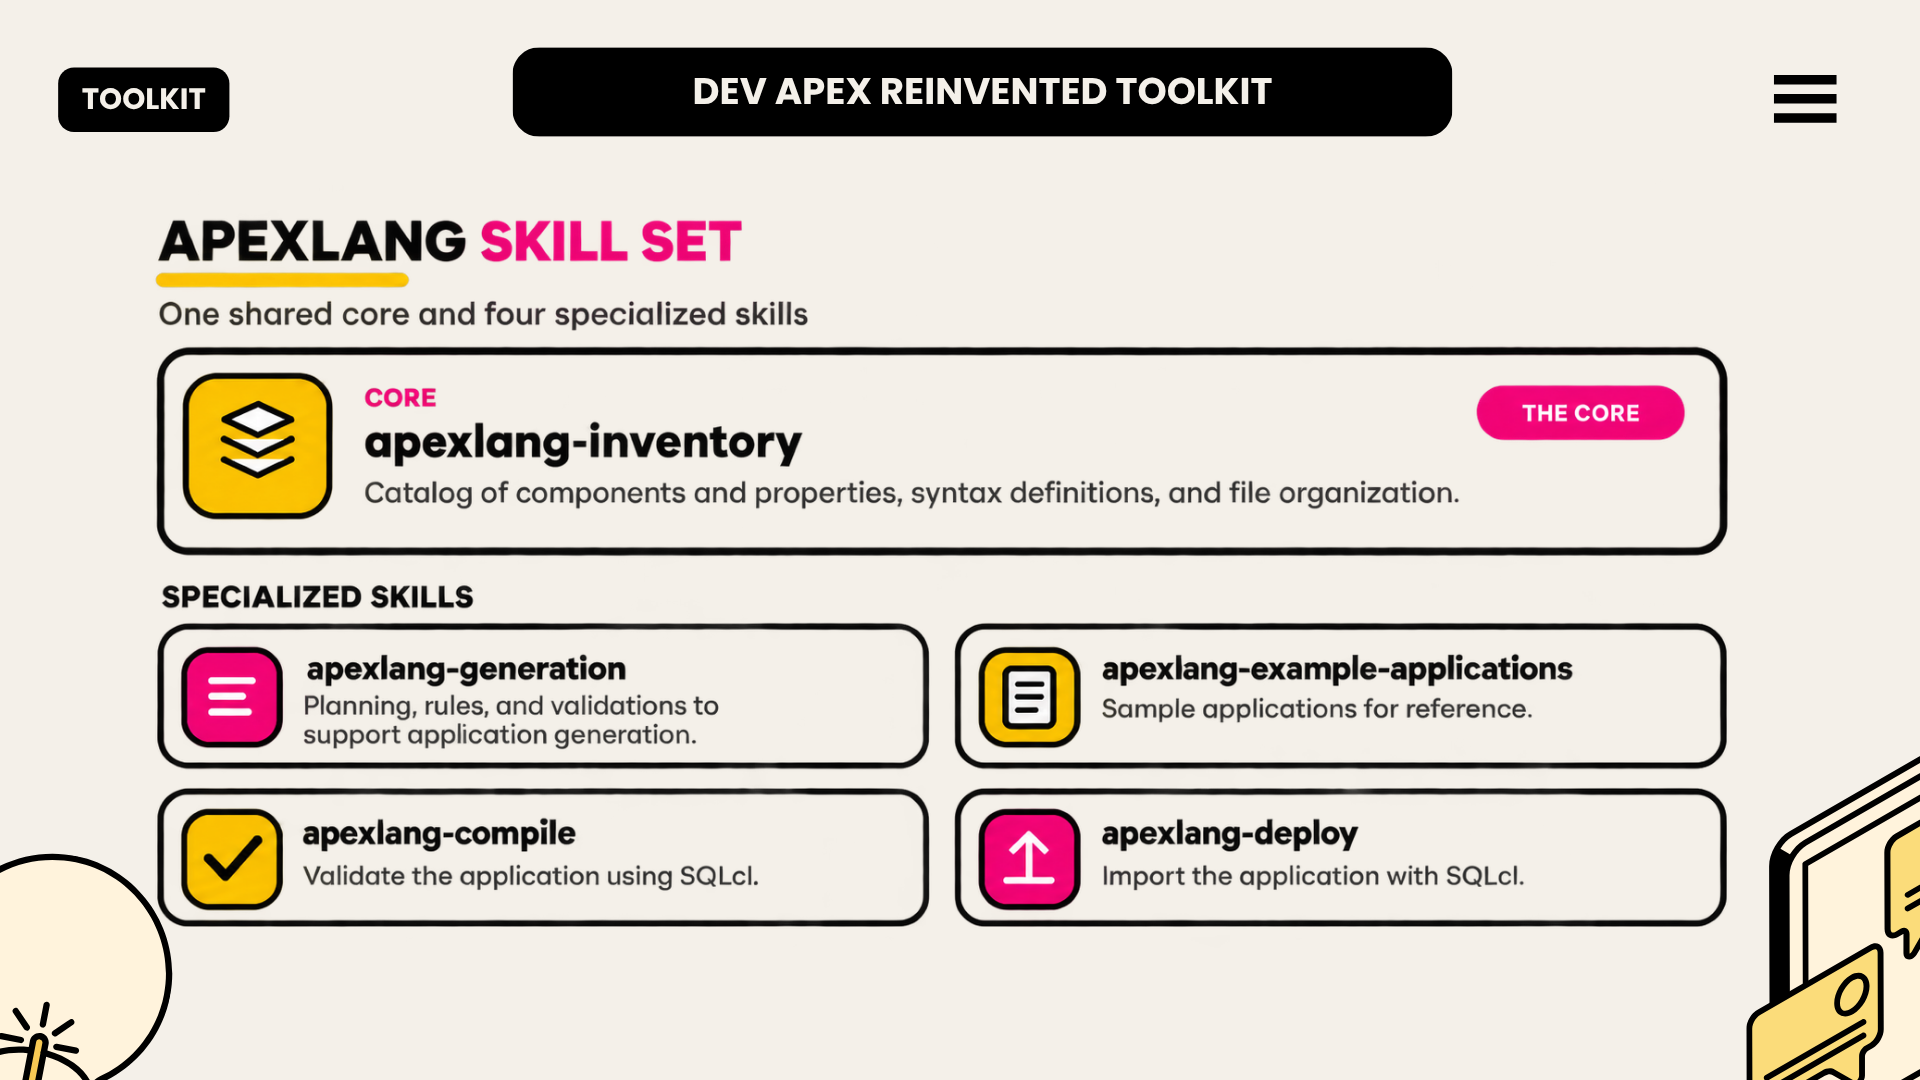 TOOLKIT
DEV APEX REINVENTED TOOLKIT
APEXLANG SKILL SET
One shared core and four specialized skills
CORE
apexlang-inventory
Catalog of components and properties, syntax definitions, and file organization.
THE CORE
SPECIALIZED SKILLS
apexlang-generation
Planning, rules, and validations to
support application generation.
apexlang-example-applications
Sample applications for reference.
apexlang-compile
Validate the application using SQLcl.
apexlang-deploy
Import the application with SQLcl.